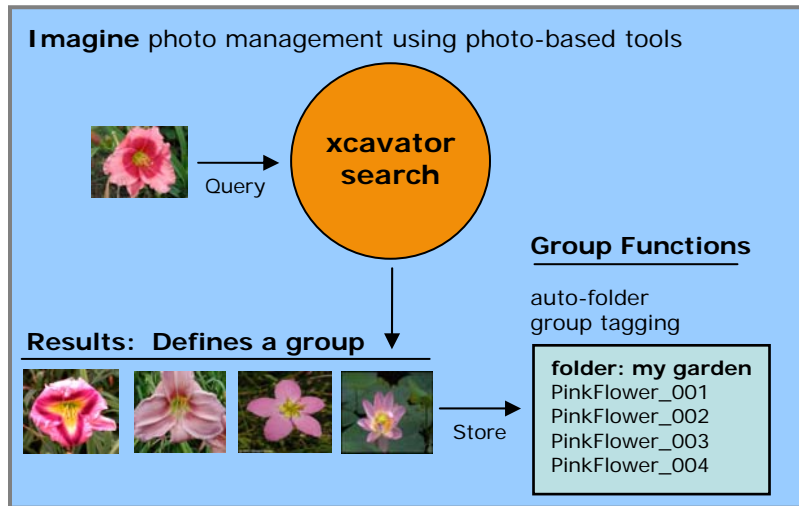 Imagine photo management using photo-based tools
xcavator
search
Query
Group Functions
auto-folder
group tagging
Results:  Defines a group
folder: my garden
PinkFlower_001
PinkFlower_002
PinkFlower_003
PinkFlower_004
Store